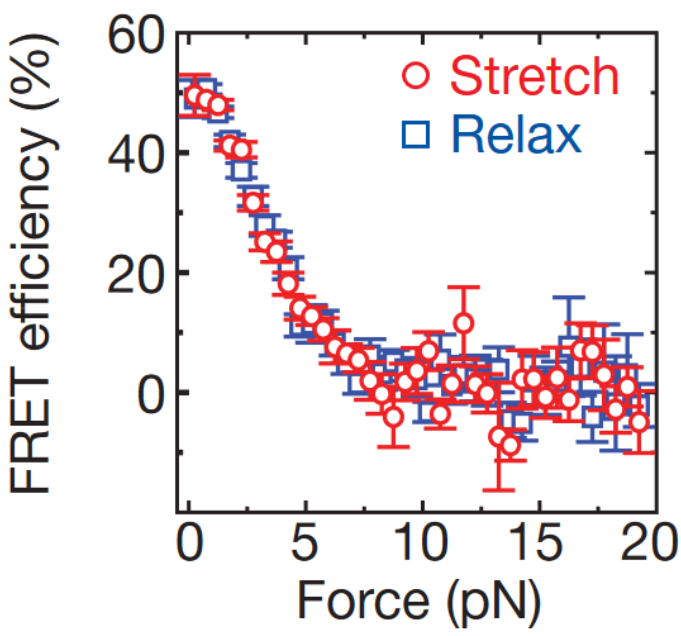 FRET efficiency (%)
60
40
20
0
Stretch
Relax
0 5 10 15 20
Force (pN)